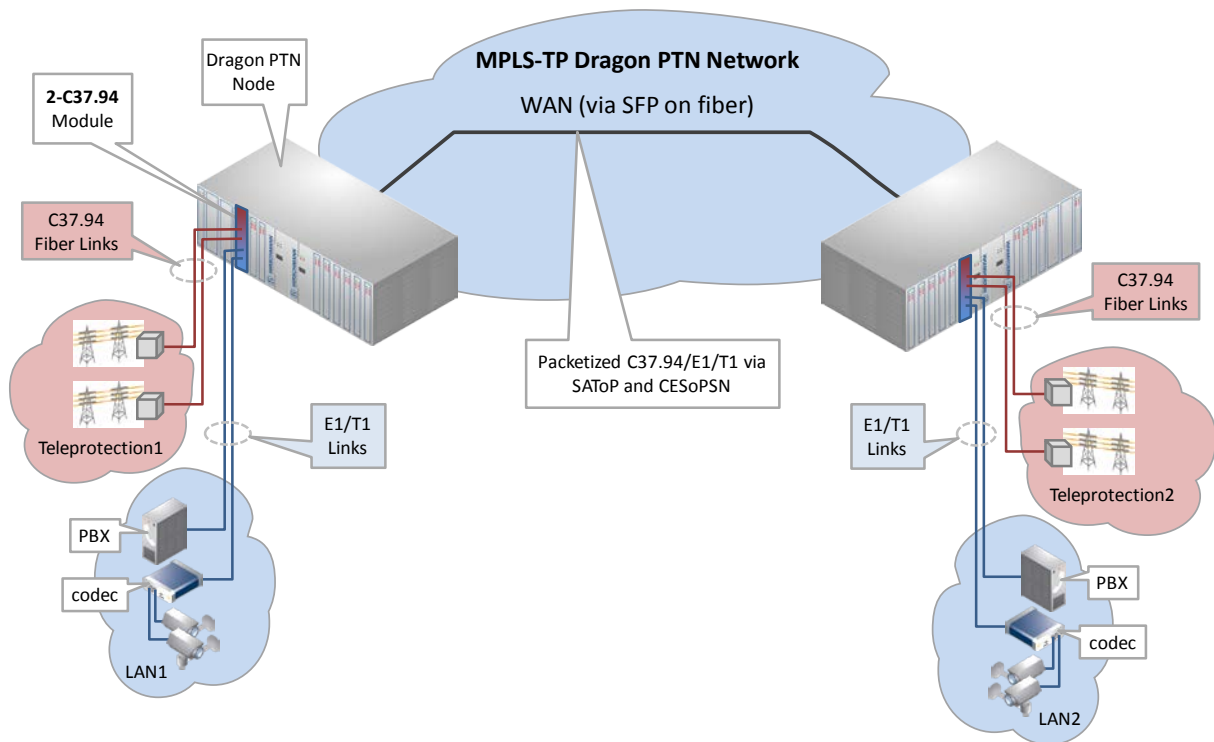 Dragon PTN
Node
2-C37.94
Module
MPLS-TP Dragon PTN Network
WAN (via SFP on fiber)
C37.94
Fiber Links
C37.94
Fiber Links
Packetized C37.94/E1/T1 via
SAToP and CESoPSN
Teleprotection1
E1/T1
Links
E1/T1
Links
Teleprotection2
PBX
codec
LAN1
PBX
codec
LAN2